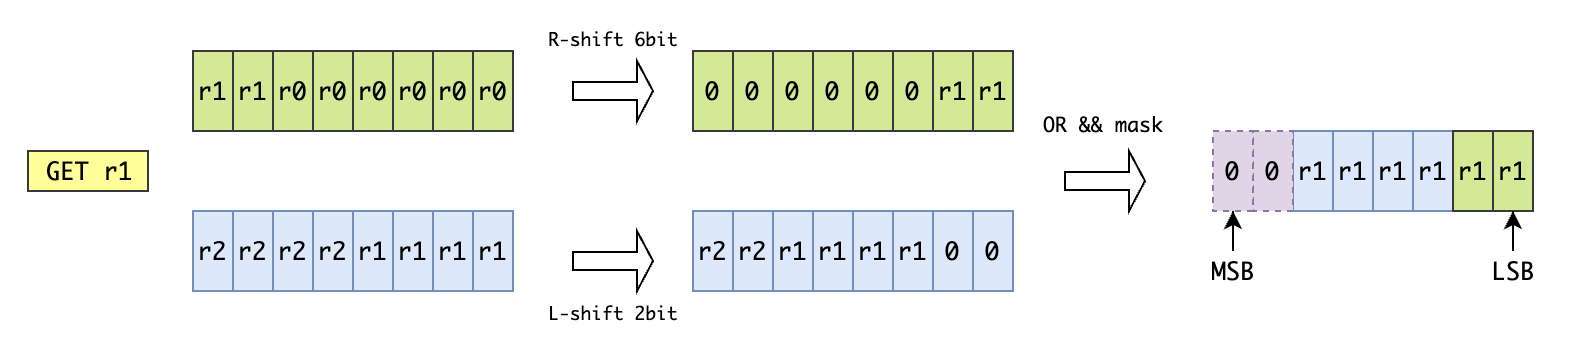 R-shift 6bit
r1 r1 r0 r0 r0 r0 r0 r0
0 0 0 0 0 0 r1 r1
OR && mask
GET r1
0 0 r1 r1 r1 r1 r1 r1
r2 r2 r2 r2 r1 r1 r1 r1
r2 r2 r1 r1 r1 r1 0 0
MSB
LSB
L-shift 2bit